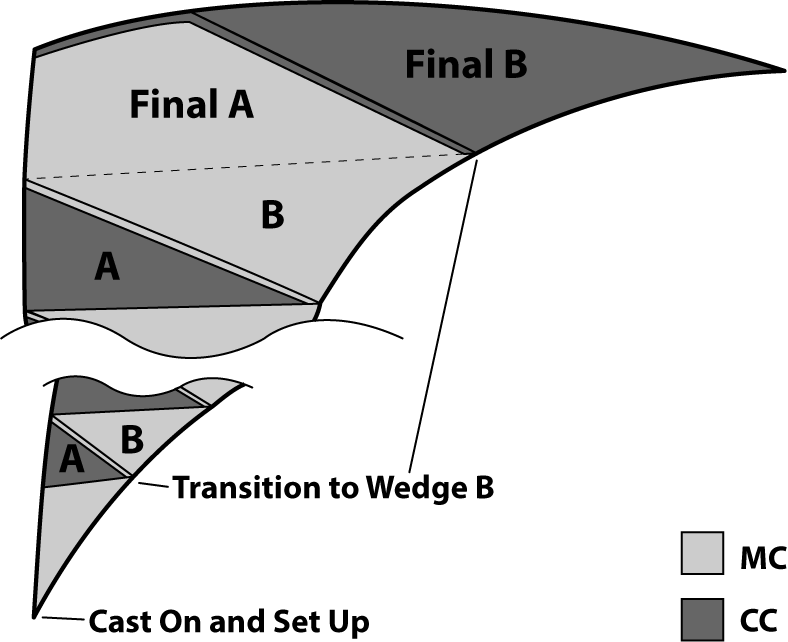 Final B
Final A
B
A
B
A
Transition to Wedge B
MC
Cast On and Set Up
CC